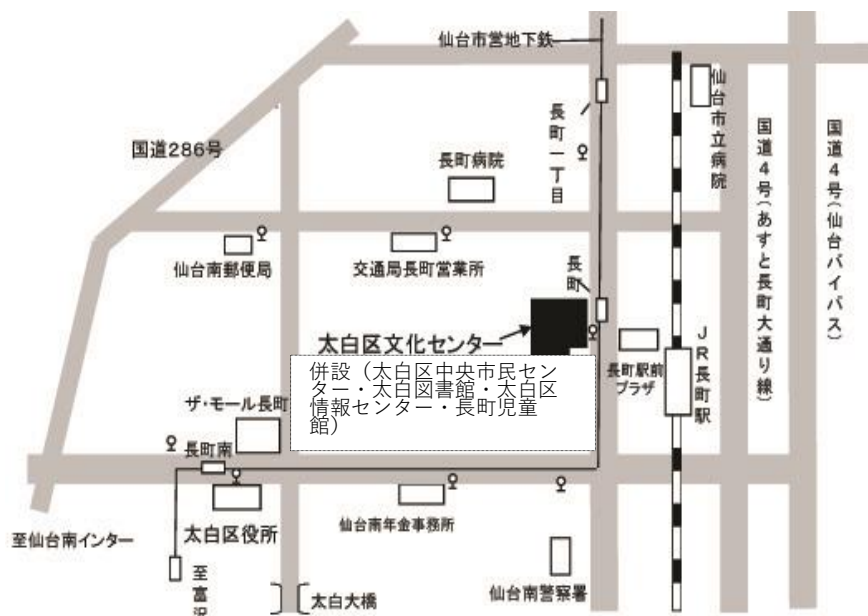 仙台市営地下鉄
国道286号
長町一丁目
長町病院
仙台市立病院
国道4号(あすと長町大通り線)
国道4号(仙台バイパス)
仙台南郵便局
交通局長町営業所
長町
太白区文化センター
併設（太白区中央市民セン
ター・太白図書館・太白区
情報センター・長町児童
館）
長町駅前
プラザ
JR長町駅
ザ・モール長町
長町南
太白区役所
仙台南年金事務所
至仙台南インター
仙台南警察署
至富沢
太白大橋